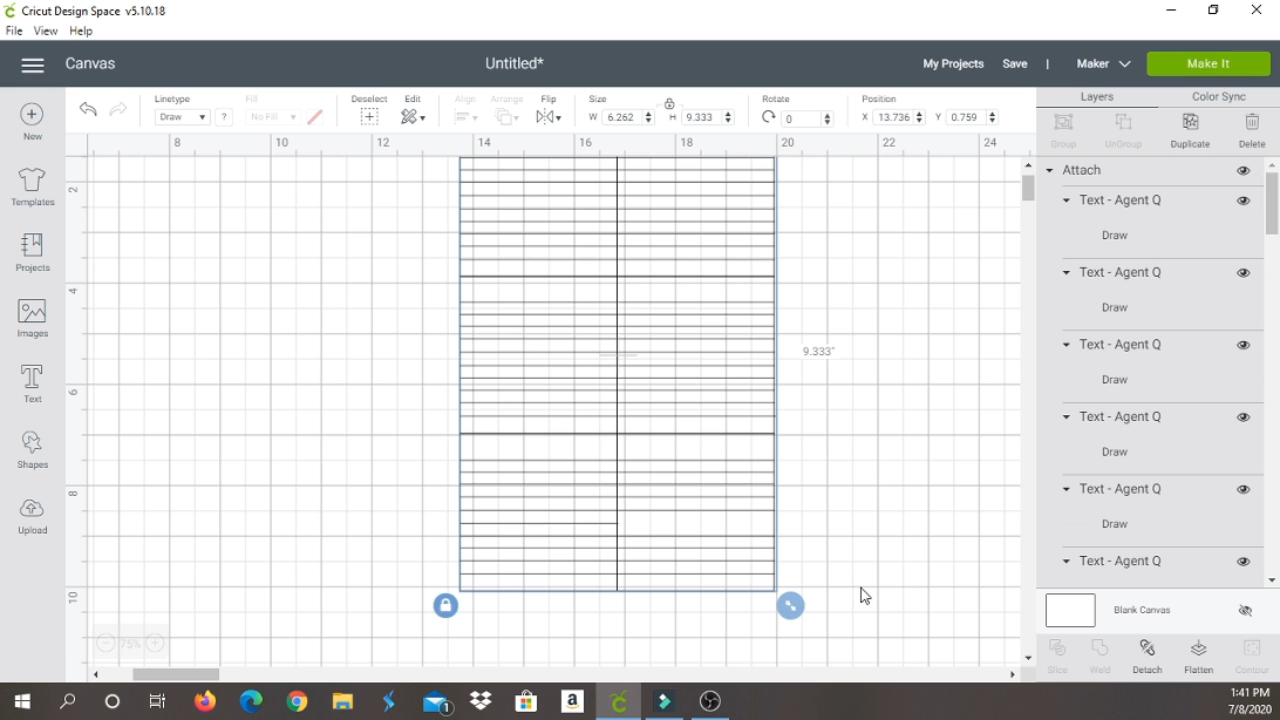 Cricut Design Space v5.10.18
File View Help
Canvas
Untitled*
My Projects Save | Maker Make It
Linetype Fill Deselect Edit Align Arrange Flip Size Rotate Position
Draw ? No Fill W 6.262 H 9.333 0 X 13.736 Y 0.759
Layers Color Sync
Group UnGroup Duplicate Delete
8 10 12 14 16 18 20 22 24
2
4
6
8
10
New
Templates
Projects
Images
Text
Shapes
Upload
9.333"
75%
Attach
Text - Agent Q
Draw
Text - Agent Q
Draw
Text - Agent Q
Draw
Text - Agent Q
Draw
Text - Agent Q
Draw
Text - Agent Q
Blank Canvas
Slice Weld Detach Flatten Contour
1
1:41 PM
7/8/2020